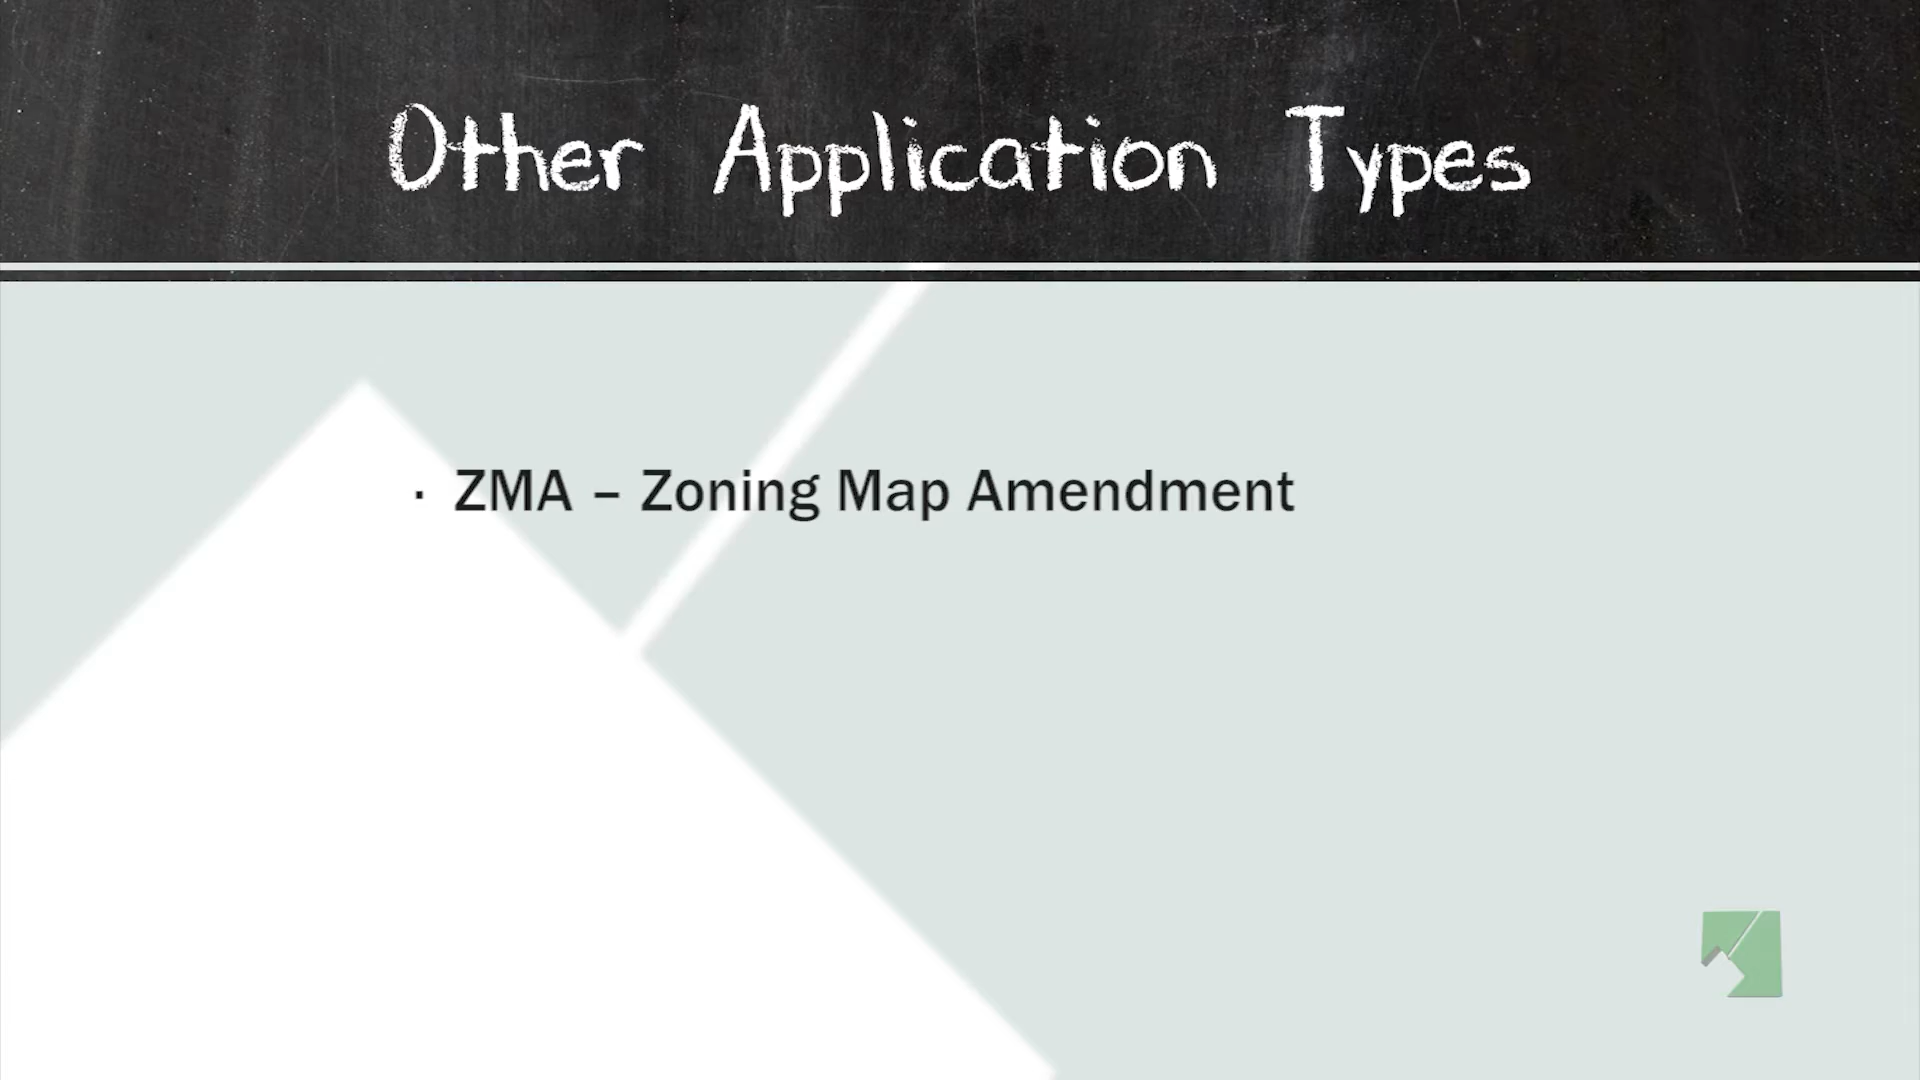 Other Application Types
· ZMA – Zoning Map Amendment